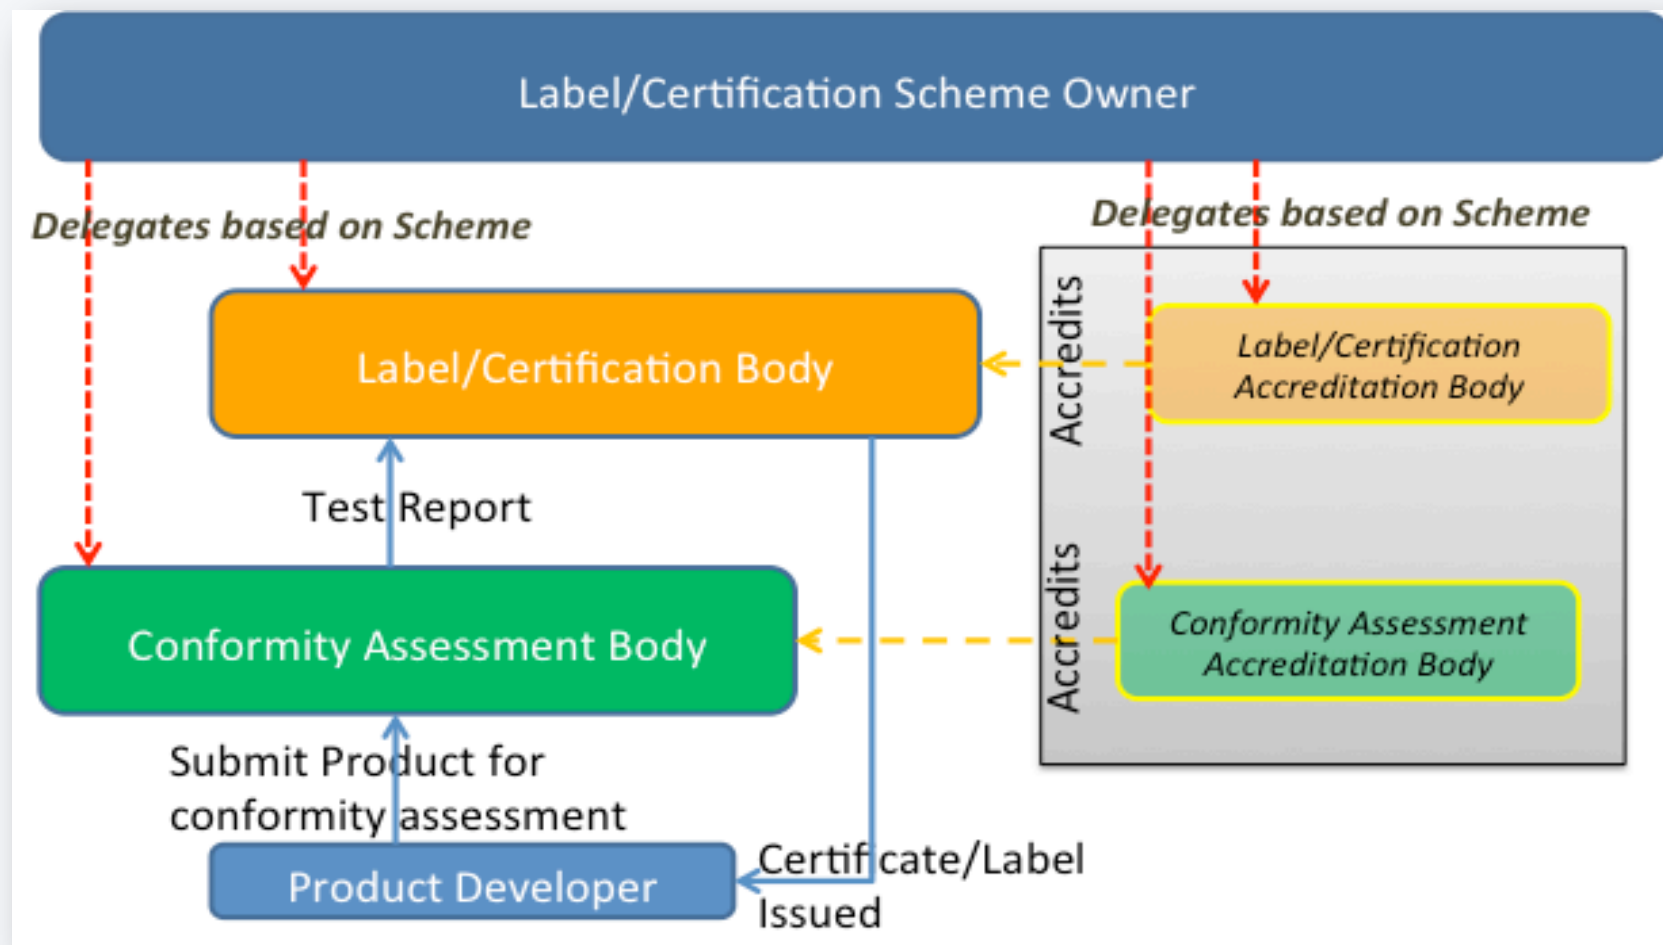 Label/Certification Scheme Owner
Delegates based on Scheme
Delegates based on Scheme
Label/Certification Body
Accredits
Label/Certification
Accreditation Body
Test Report
Conformity Assessment Body
Accredits
Conformity Assessment
Accreditation Body
Submit Product for
conformity assessment
Product Developer
Certificate/Label
Issued